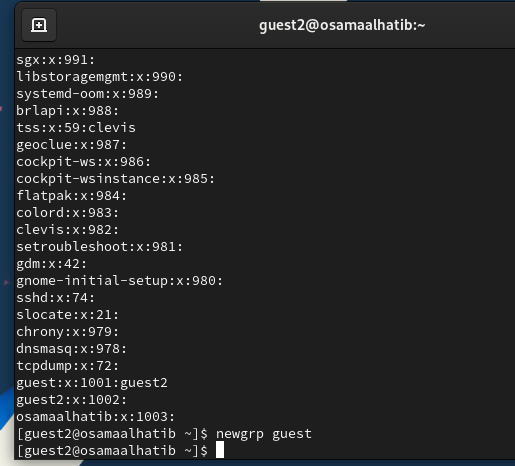 guest2@osamaalhatib:~
sgx:x:991:
libstoragemgmt:x:990:
systemd-oom:x:989:
brlapi:x:988:
tss:x:59:clevis
geoclue:x:987:
cockpit-ws:x:986:
cockpit-wsinstance:x:985:
flatpak:x:984:
colord:x:983:
clevis:x:982:
setroubleshoot:x:981:
gdm:x:42:
gnome-initial-setup:x:980:
sshd:x:74:
slocate:x:21:
chrony:x:979:
dnsmasq:x:978:
tcpdump:x:72:
guest:x:1001:guest2
guest2:x:1002:
osamaalhatib:x:1003:
[guest2@osamaalhatib ~]$ newgrp guest
[guest2@osamaalhatib ~]$